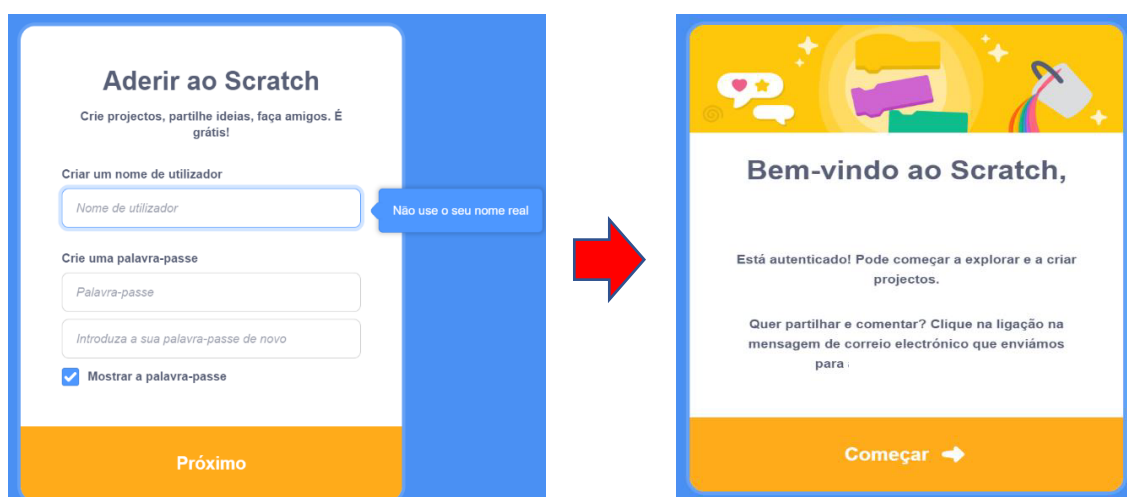 Aderir ao Scratch
Crie projectos, partilhe ideias, faça amigos. É
grátis!
Criar um nome de utilizador
Nome de utilizador
Não use o seu nome real
Crie uma palavra-passe
Palavra-passe
Introduza a sua palavra-passe de novo
Mostrar a palavra-passe
Próximo
Bem-vindo ao Scratch,
Está autenticado! Pode começar a explorar e a criar
projectos.
Quer partilhar e comentar? Clique na ligação na
mensagem de correio electrónico que enviámos
para
Começar